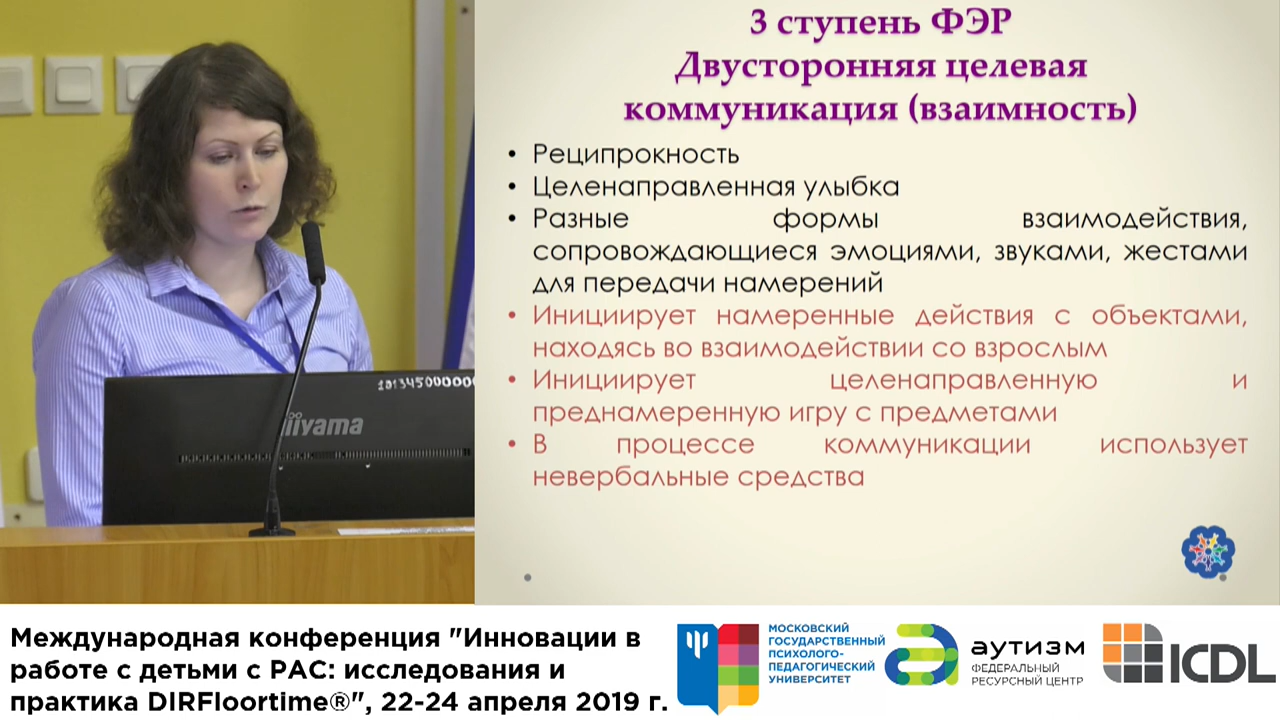 3 ступень ФЭР
Двусторонняя целевая
коммуникация (взаимность)
• Реципрокность
• Целенаправленная улыбка
• Разные формы взаимодействия,
сопровождающиеся эмоциями, звуками, жестами
для передачи намерений
• Инициирует намеренные действия с объектами,
находясь во взаимодействии со взрослым
• Инициирует целенаправленную и
преднамеренную игру с предметами
• В процессе коммуникации использует
невербальные средства
iiyama
Международная конференция "Инновации в
работе с детьми с РАС: исследования и
практика DIRFloortime®", 22-24 апреля 2019 г.
МОСКОВСКИЙ
ГОСУДАРСТВЕННЫЙ
ПСИХОЛОГО-
ПЕДАГОГИЧЕСКИЙ
УНИВЕРСИТЕТ
аутизм
ФЕДЕРАЛЬНЫЙ
РЕСУРСНЫЙ ЦЕНТР
ICDL